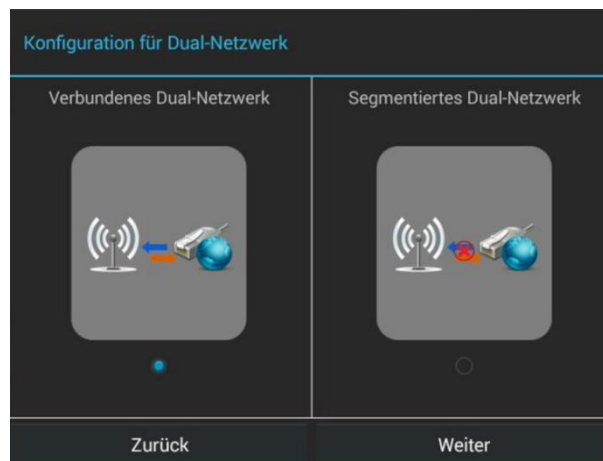 Konfiguration für Dual-Netzwerk
Verbundenes Dual-Netzwerk
Segmentiertes Dual-Netzwerk
Zurück
Weiter